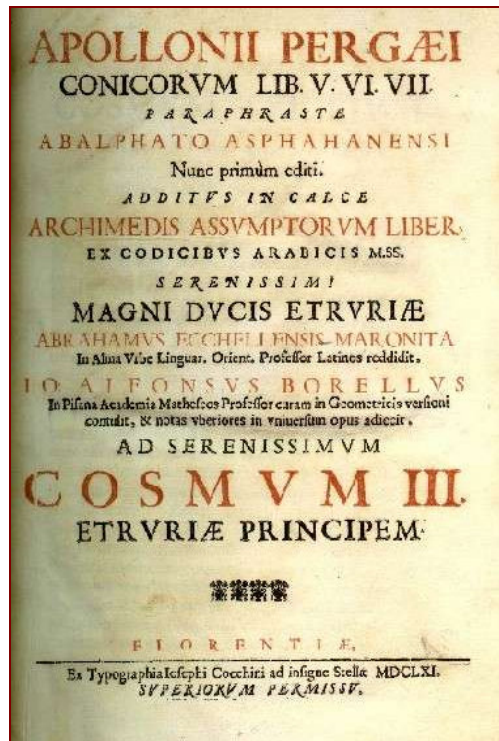 APOLLONII PERGÆI
CONICORVM LIB. V. VI. VII.
PARAPHRASTE
ABALPHATO ASPHAHANENSI
Nunc primùm editi.
ADDITVS IN CALCE
ARCHIMEDIS ASSVMPTORVM LIBER,
EX CODICIBVS ARABICIS M.SS.
SERENISSIMI
MAGNI DVCIS ETRVRIÆ
ABRAHAMVS ECCHELLENSIS MARONITA
In Alma Vrbe Linguar. Orient. Professor Latinos reddidit.
IO: ALFONSVS BORELLVS
In Pisana Academia Matheseos Professor curam in Geometricis versioni
contulit, & notas vberiores in vniuersum opus adiecit.
AD SERENISSIMVM
COSMVM III.
ETRVRIÆ PRINCIPEM.
FLORENTIÆ,
Ex Typographia Iosephi Cocchini ad insigne Stellæ MDCLXI.
SVPERIORVM PERMISSV.